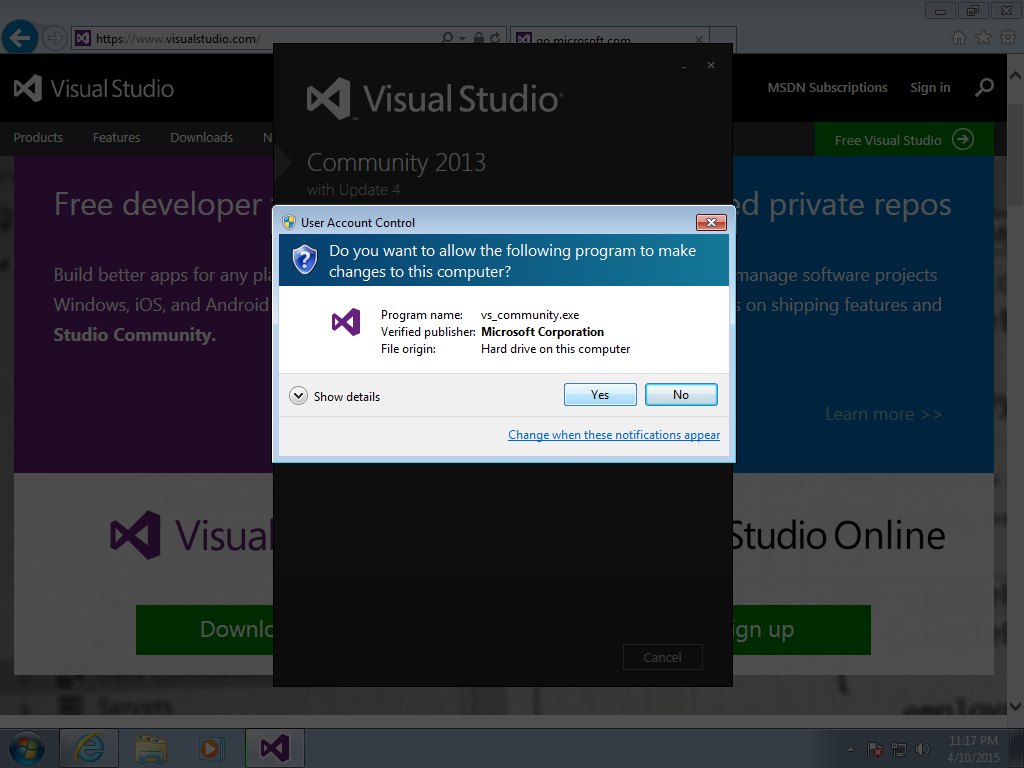 https://www.visualstudio.com/
go.microsoft.com
Visual Studio
MSDN Subscriptions
Sign in
Products
Features
Downloads
N
Free Visual Studio
Visual Studio®
Community 2013
with Update 4
Free developer
ed private repos
Build better apps for any pla
Windows, iOS, and Android
Studio Community.
manage software projects
s on shipping features and
Learn more >>
User Account Control
Do you want to allow the following program to make
changes to this computer?
Program name: vs_community.exe
Verified publisher: Microsoft Corporation
File origin: Hard drive on this computer
Show details
Yes
No
Change when these notifications appear
Visual
Studio Online
Downlo
ign up
Cancel
Servers
11:17 PM
4/10/2015